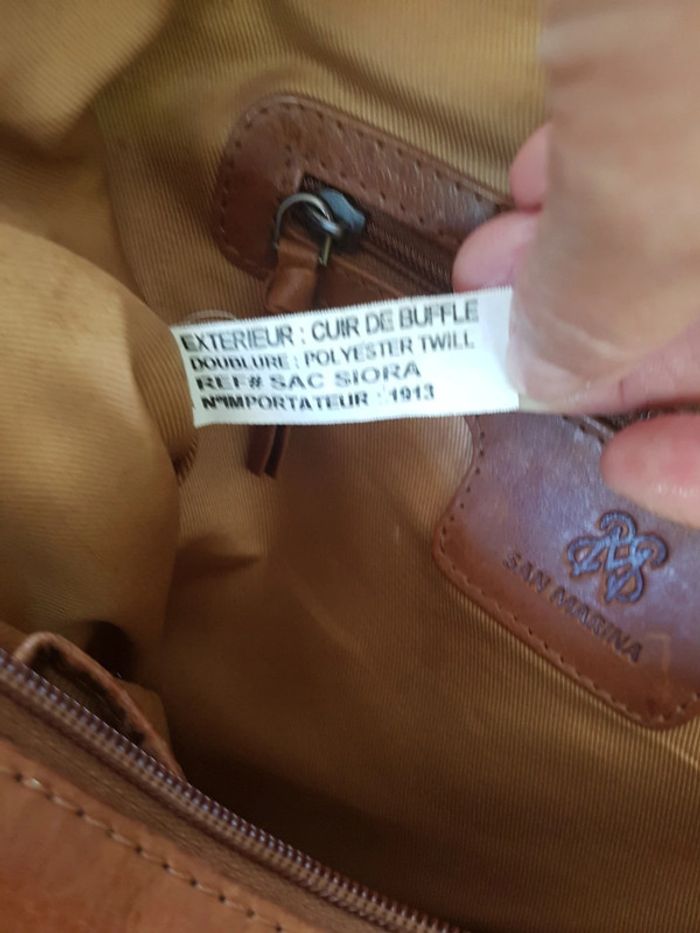 EXTERIEUR : CUIR DE BUFFLE
DOUBLURE : POLYESTER TWILL
REF# SAC SIORA
N°IMPORTATEUR : 1913
SAN MARINA